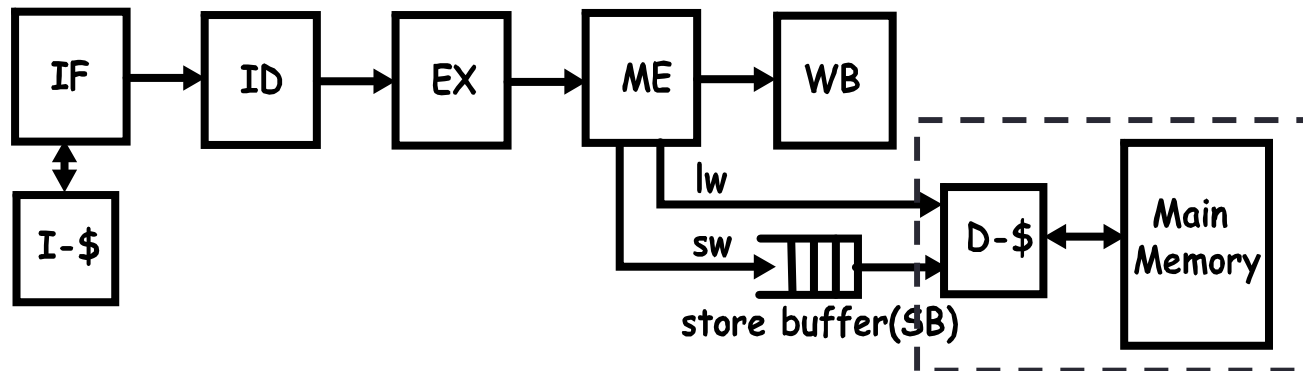 IF
ID
EX
ME
WB
I-$
lw
sw
store buffer(SB)
D-$
Main
Memory